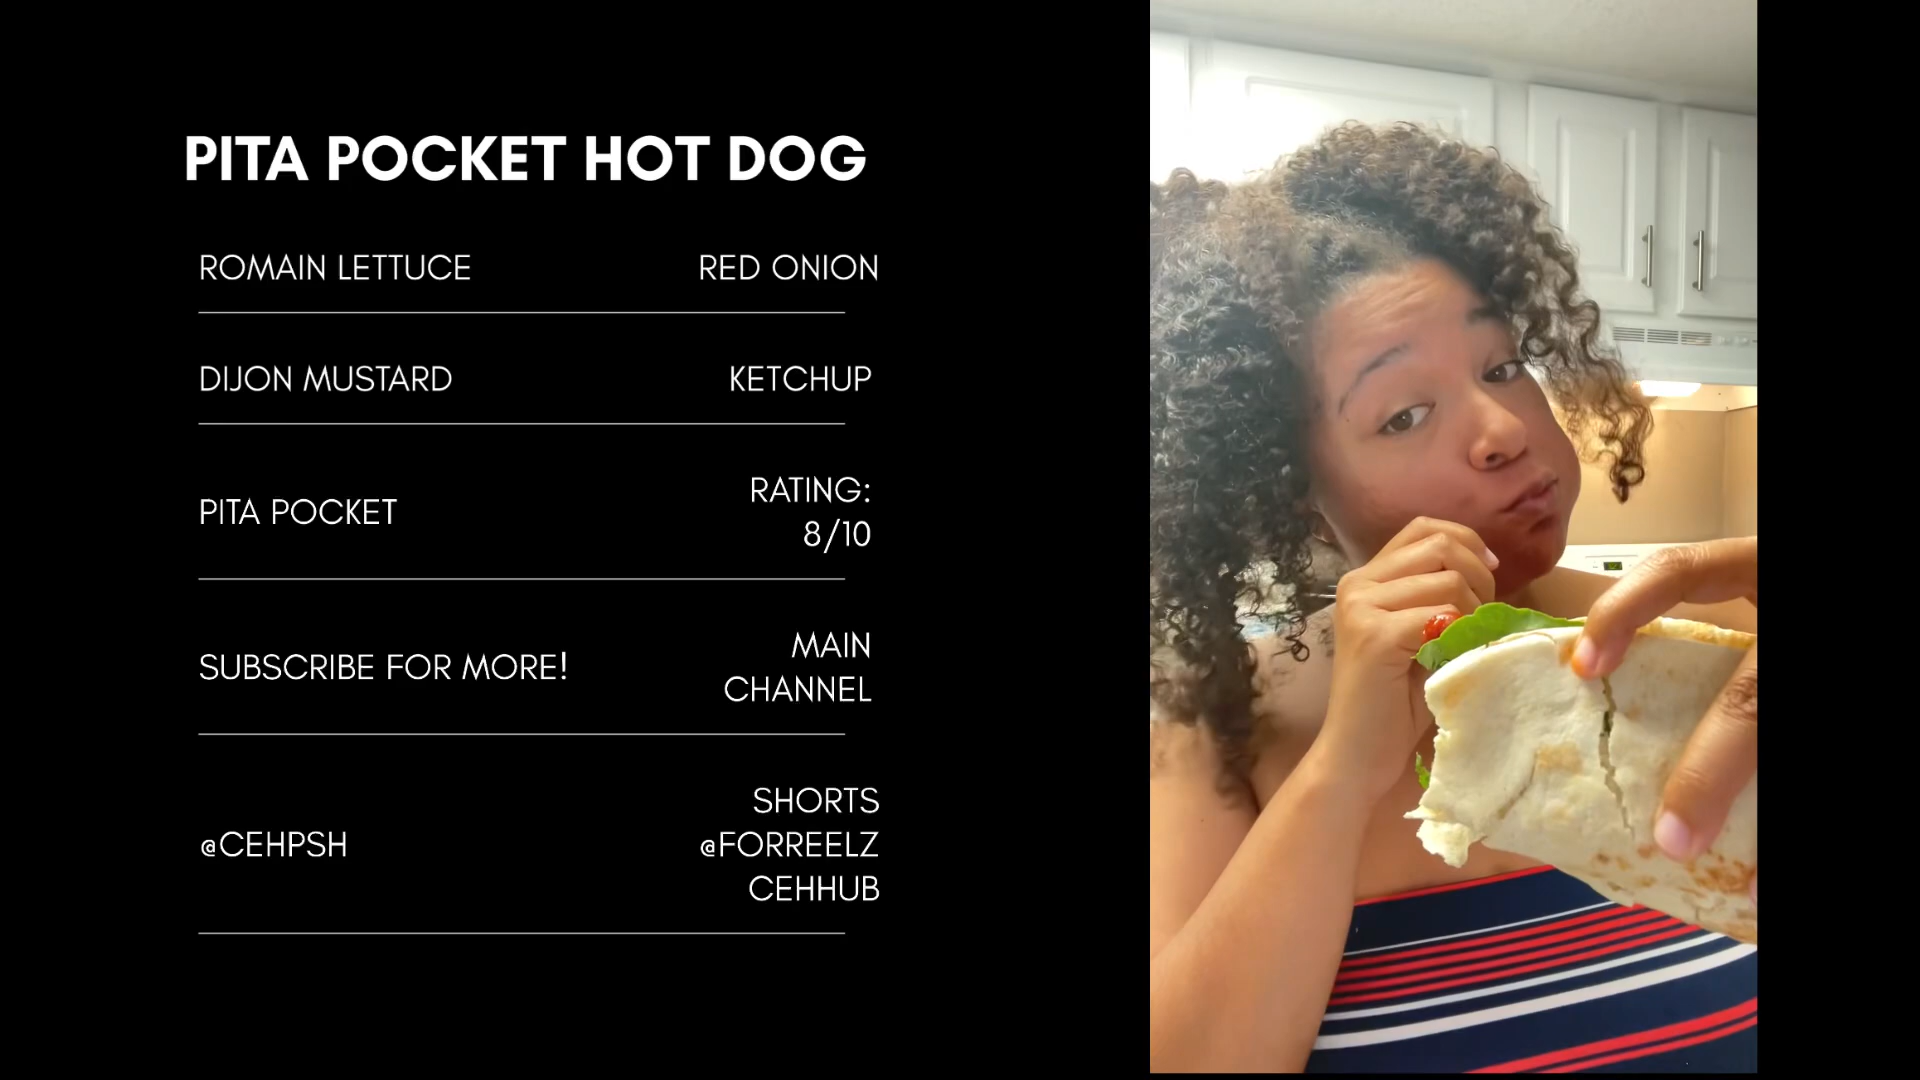 PITA POCKET HOT DOG
ROMAIN LETTUCE
RED ONION
DIJON MUSTARD
KETCHUP
PITA POCKET
RATING:
8/10
SUBSCRIBE FOR MORE!
MAIN
CHANNEL
@CEHPSH
SHORTS
@FORREELZ
CEHHUB